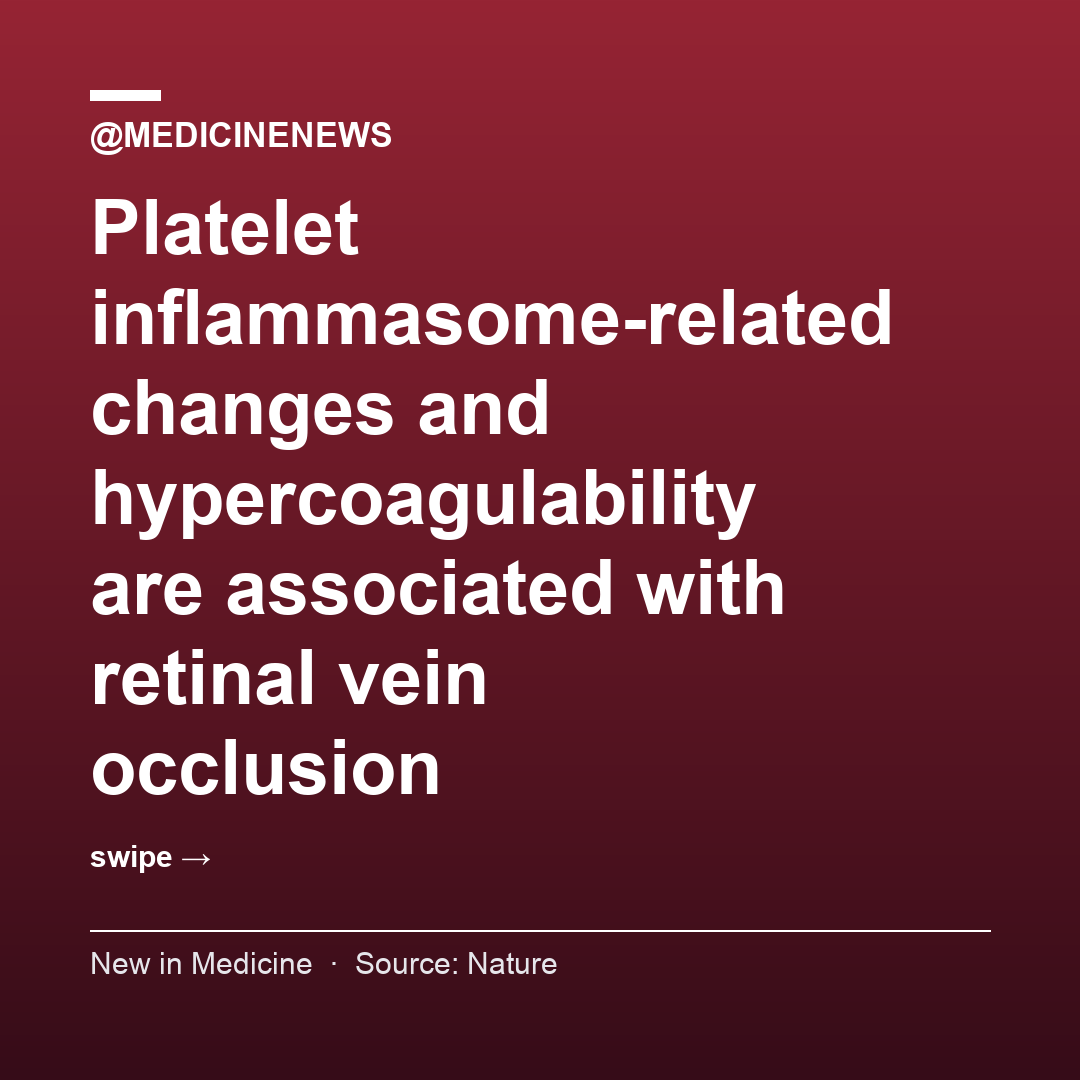 @MEDICINENEWS
Platelet
inflammasome-related
changes and
hypercoagulability
are associated with
retinal vein
occlusion
swipe →
New in Medicine · Source: Nature